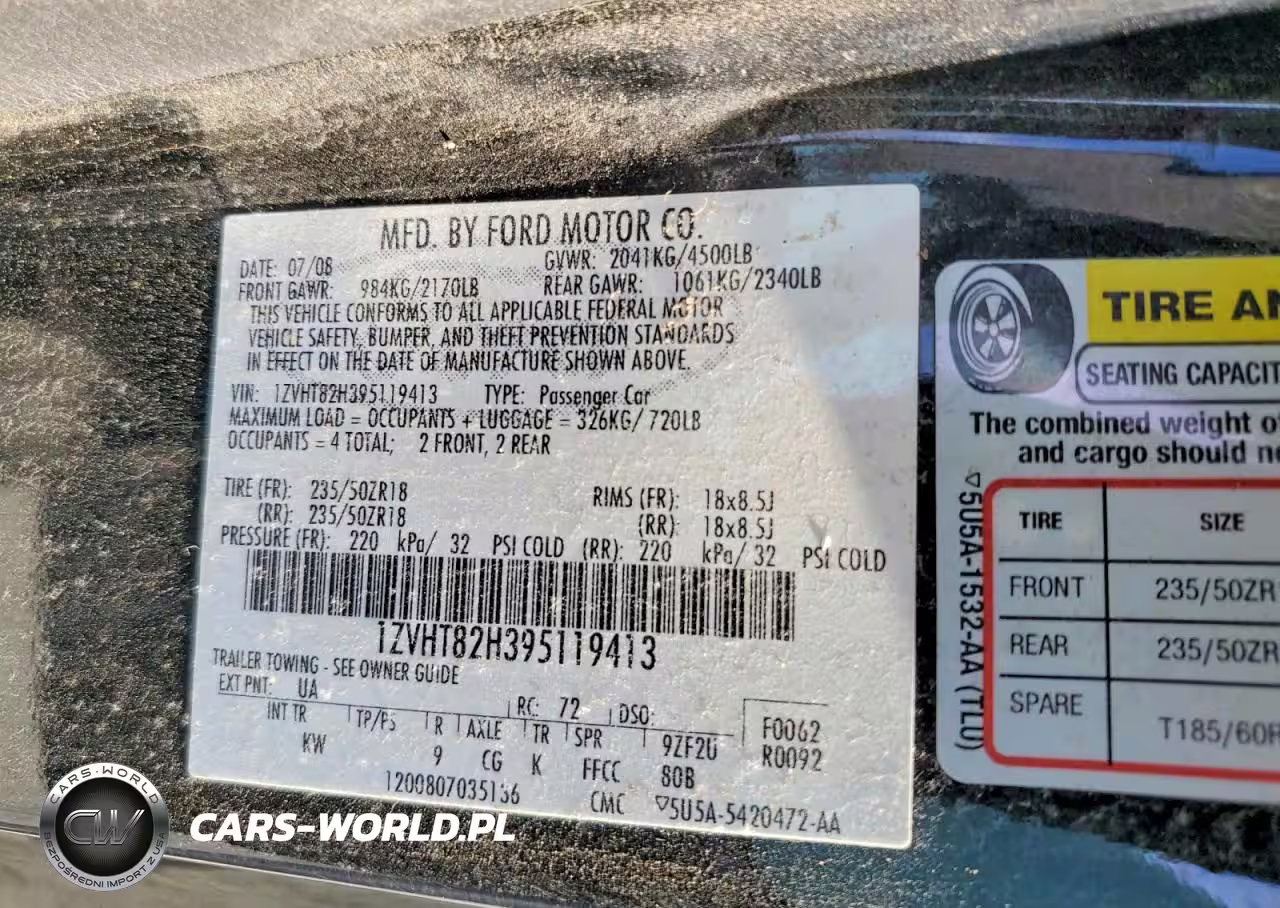 MFD. BY FORD MOTOR CO.
DATE: 07/08 GVWR: 2041KG/4500LB
FRONT GAWR: 984KG/2170LB REAR GAWR: 1061KG/2340LB
THIS VEHICLE CONFORMS TO ALL APPLICABLE FEDERAL MOTOR
VEHICLE SAFETY, BUMPER, AND THEFT PREVENTION STANDARDS
IN EFFECT ON THE DATE OF MANUFACTURE SHOWN ABOVE.
VIN: 1ZVHT82H395119413 TYPE: Passenger Car
MAXIMUM LOAD = OCCUPANTS + LUGGAGE = 326KG/ 720LB
OCCUPANTS = 4 TOTAL; 2 FRONT, 2 REAR
TIRE (FR): 235/50ZR18 RIMS (FR): 18x8.5J
(RR): 235/50ZR18 (RR): 18x8.5J
PRESSURE (FR): 220 kPa/ 32 PSI COLD (RR): 220 kPa/ 32 PSI COLD
1ZVHT82H395119413
TRAILER TOWING - SEE OWNER GUIDE
EXT PNT: UA RC: 72 DSO: F0062
INT TR TP/PS R AXLE TR SPR 9ZF2U R0092
KW 9 CG K FFCC 80B
1200807035136 CMC ▽5U5A-5420472-AA
TIRE AN
SEATING CAPACIT
The combined weight o
and cargo should n
▽5U5A-1532-AA (TLU)
TIRE SIZE
FRONT 235/50ZR
REAR 235/50ZR
SPARE T185/60R
CARS-WORLD
CW
BEZPOŚREDNI IMPORT Z USA
CARS-WORLD.PL